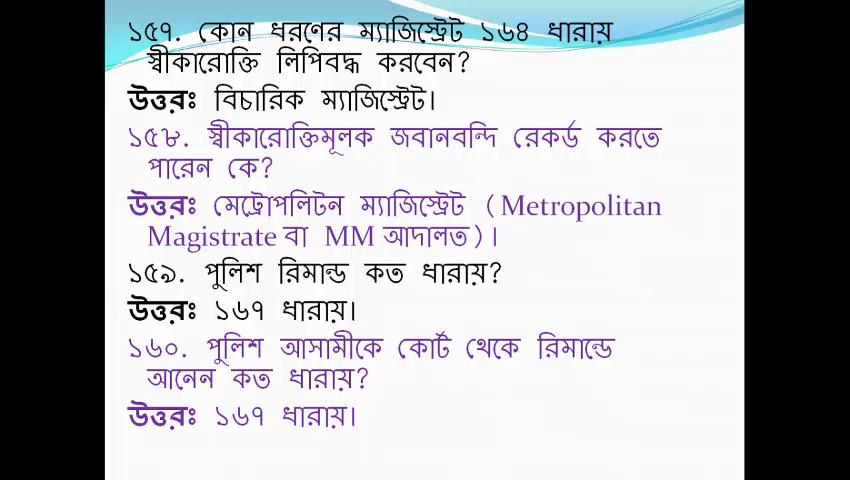 ১৫৭. কোন ধরণের ম্যাজিস্ট্রেট ১৬৪ ধারায়
স্বীকারোক্তি লিপিবদ্ধ করবেন?
উত্তরঃ বিচারিক ম্যাজিস্ট্রেট।
১৫৮. স্বীকারোক্তিমূলক জবানবন্দি রেকর্ড করতে
পারেন কে?
উত্তরঃ মেট্রোপলিটন ম্যাজিস্ট্রেট (Metropolitan
Magistrate বা MM আদালত)।
১৫৯. পুলিশ রিমান্ড কত ধারায়?
উত্তরঃ ১৬৭ ধারায়।
১৬০. পুলিশ আসামীকে কোর্ট থেকে রিমান্ডে
আনেন কত ধারায়?
উত্তরঃ ১৬৭ ধারায়।